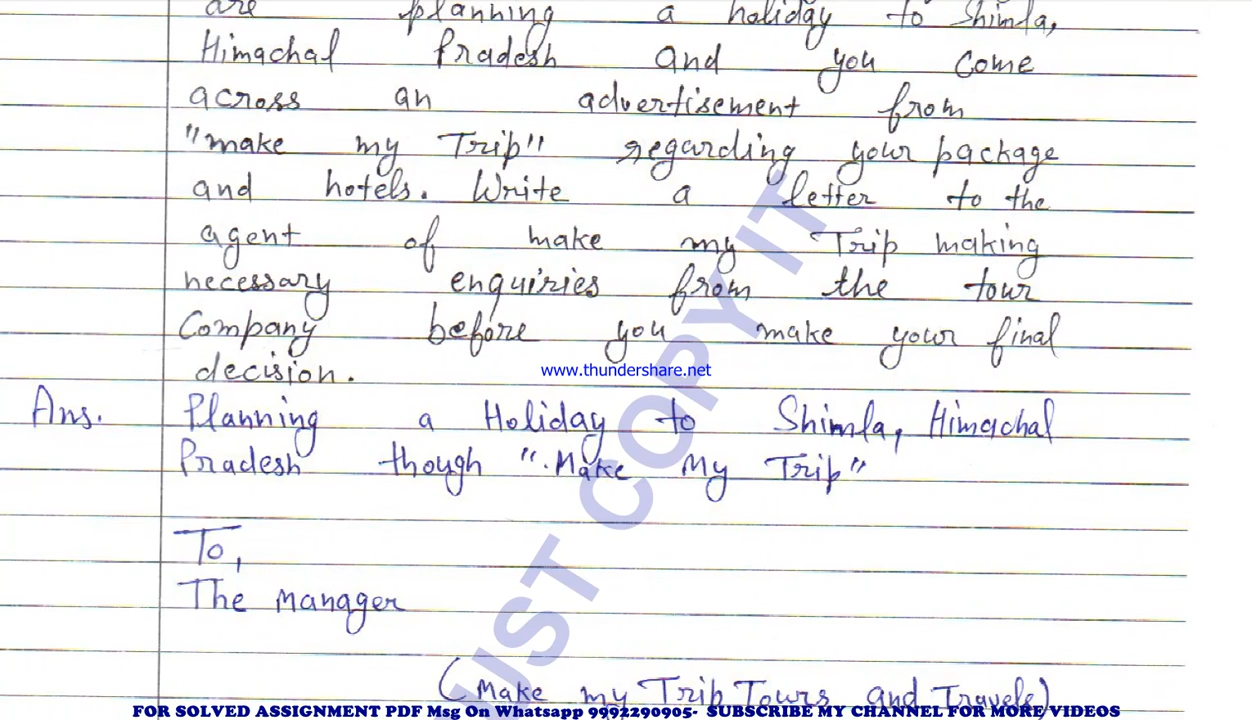 are planning a holiday to Shimla,
Himachal Pradesh and you come
across an advertisement from
"make my Trip" regarding your package
and hotels. Write a letter to the
agent of make my Trip making
necessary enquiries from the tour
Company before you make your final
decision.
www.thundershare.net
Ans. Planning a Holiday to Shimla, Himachal
Pradesh though "Make My Trip"
To,
The manager
(Make my Trip Tours and Travels)
UST COPY IT
FOR SOLVED ASSIGNMENT PDF Msg On Whatsapp 9992290905- SUBSCRIBE MY CHANNEL FOR MORE VIDEOS